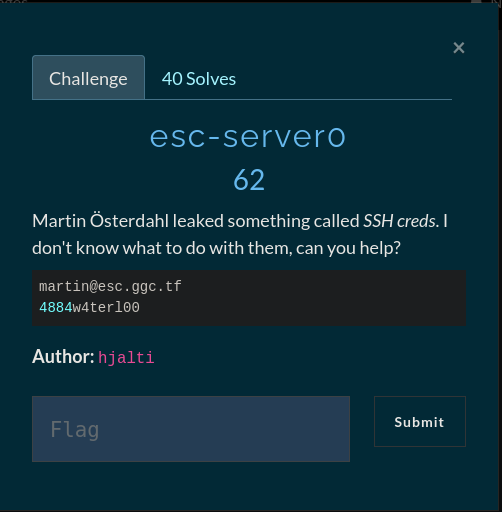 ×
Challenge
40 Solves
esc-server0
62
Martin Österdahl leaked something called SSH creds. I
don't know what to do with them, can you help?
martin@esc.ggc.tf
4884w4terl00
Author: hjalti
Flag
Submit